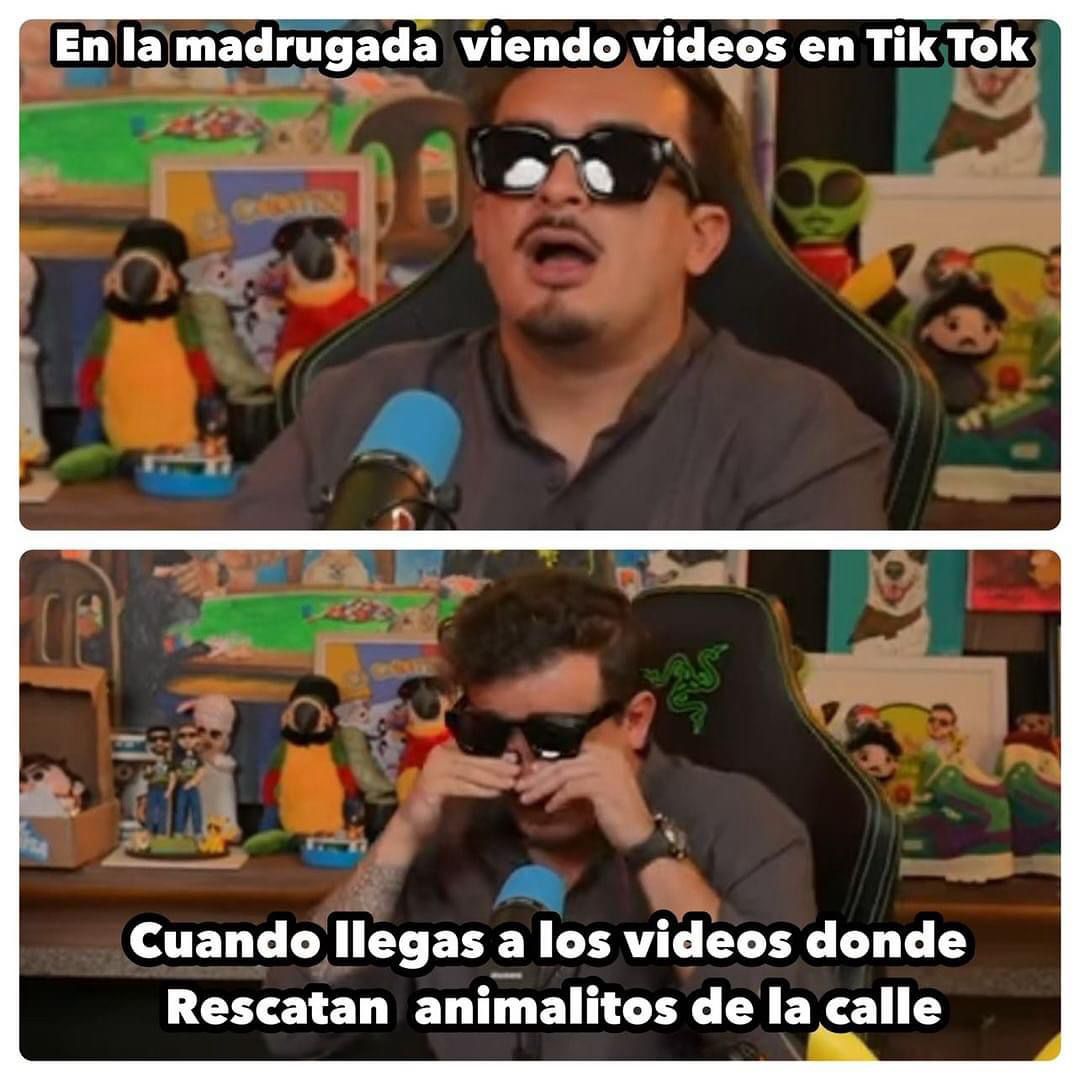 En la madrugada viendo videos en Tik Tok
Cuando llegas a los videos donde
Rescatan animalitos de la calle